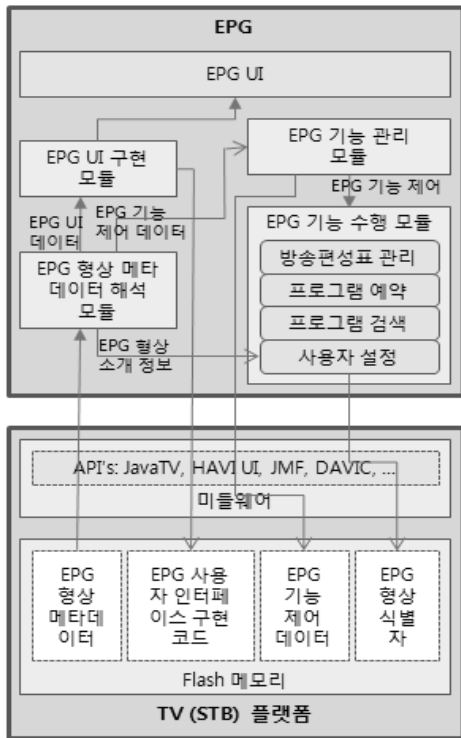 EPG
EPG UI
EPG UI 구현
모듈
EPG 기능 관리
모듈
EPG UI
데이터
EPG 기능
제어 데이터
EPG 기능 제어
EPG 형상 메타
데이터 해석
모듈
EPG 기능 수행 모듈
방송편성표 관리
프로그램 예약
프로그램 검색
사용자 설정
EPG 형상
소개 정보
API's: JavaTV, HAVI UI, JMF, DAVIC, ...
미들웨어
EPG
형상
메타데
이터
EPG 사용
자 인터페
이스 구현
코드
EPG
기능
제어
데이터
EPG
형상
식별
자
Flash 메모리
TV (STB) 플랫폼